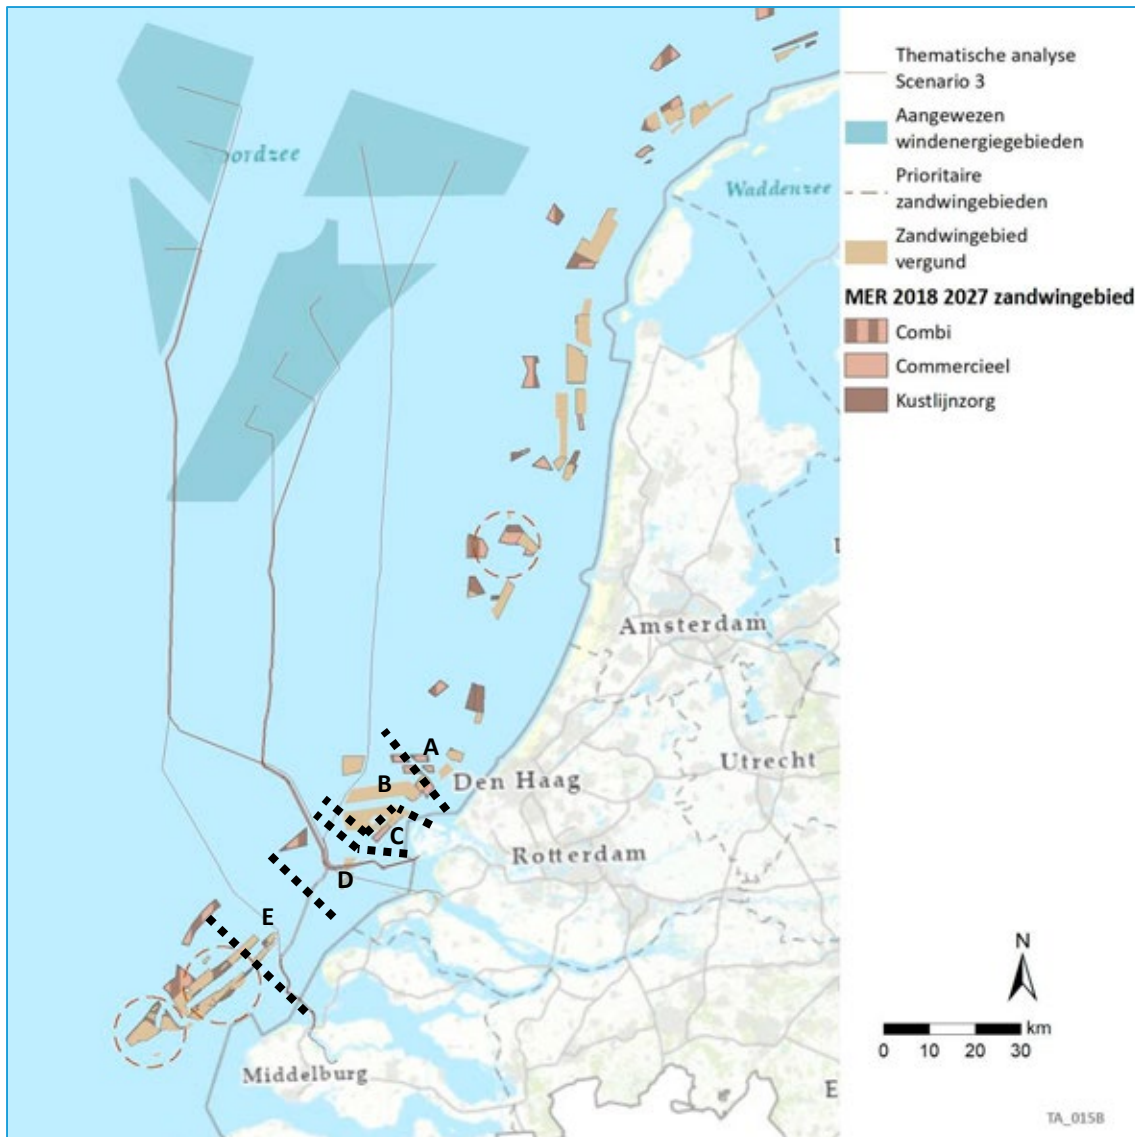 Thematische analyse
Scenario 3
Aangewezen
windenergiegebieden
Prioritaire
zandwingebieden
Zandwingebied
vergund
MER 2018 2027 zandwingebied
Combi
Commercieel
Kustlijnzorg
Waddenzee
Amsterdam
Utrecht
A
Den Haag
B
C
Rotterdam
D
E
Middelburg
N
km
0 10 20 30
E
TA_015B